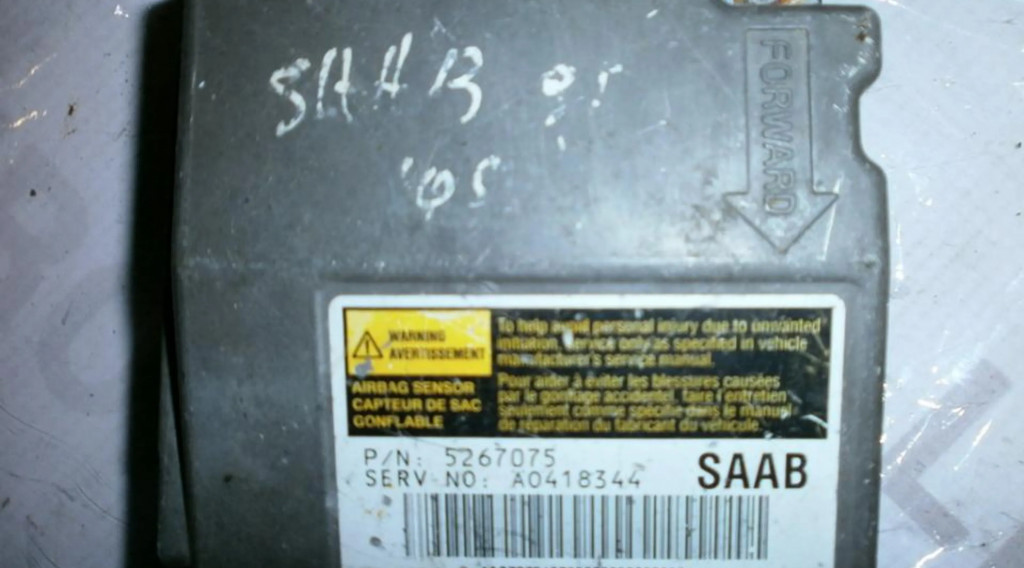 SAAB 95
'95
FORWARD
WARNING
AVERTISSEMENT
AIRBAG SENSOR
CAPTEUR DE SAC
GONFLABLE
To help avoid personal injury due to unwanted
initiation, service only as specified in vehicle
manufacturer's service manual.
Pour aider à éviter les blessures causées
par le gonflage accidentel, faire l'entretien
seulement comme spécifié dans le manuel
de réparation du fabricant du véhicule.
P/N: 5267075
SERV NO: A0418344
SAAB